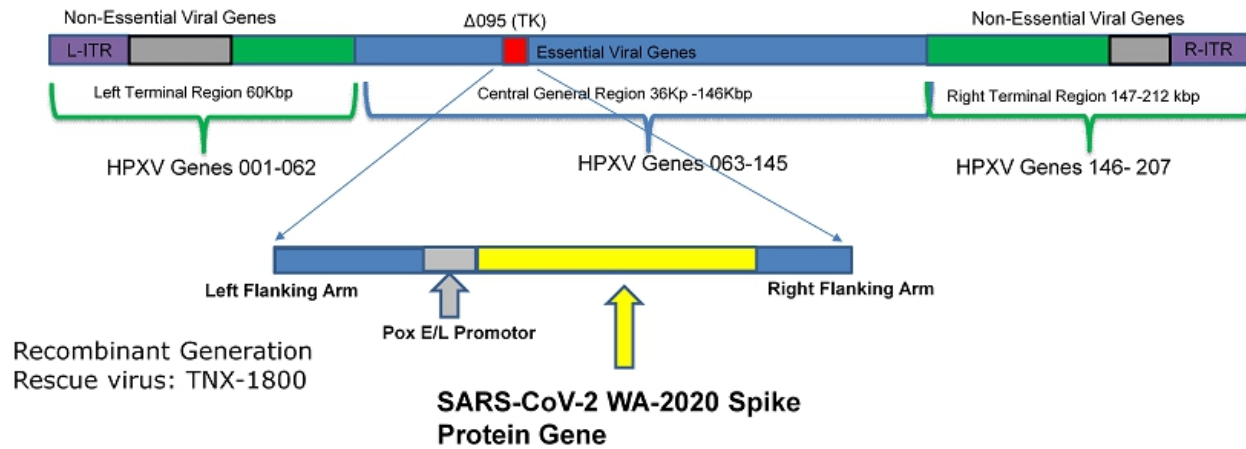 Non-Essential Viral Genes
Δ095 (TK)
Non-Essential Viral Genes
L-ITR
Essential Viral Genes
R-ITR
Left Terminal Region 60Kbp
Central General Region 36Kp -146Kbp
Right Terminal Region 147-212 kbp
HPXV Genes 001-062
HPXV Genes 063-145
HPXV Genes 146- 207
Left Flanking Arm
Right Flanking Arm
Pox E/L Promotor
Recombinant Generation
Rescue virus: TNX-1800
SARS-CoV-2 WA-2020 Spike
Protein Gene